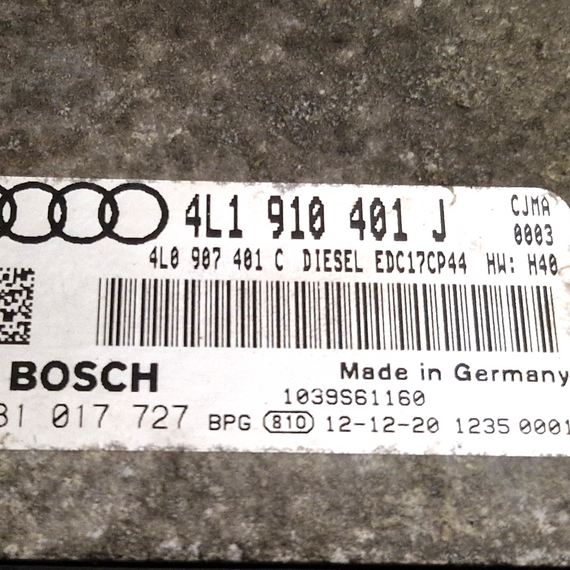 4L1 910 401 J
CJMA
0003
4L0 907 401 C DIESEL EDC17CP44 HW: H40
BOSCH
Made in Germany
1039S61160
81 017 727 BPG 810 12-12-20 1235 0001